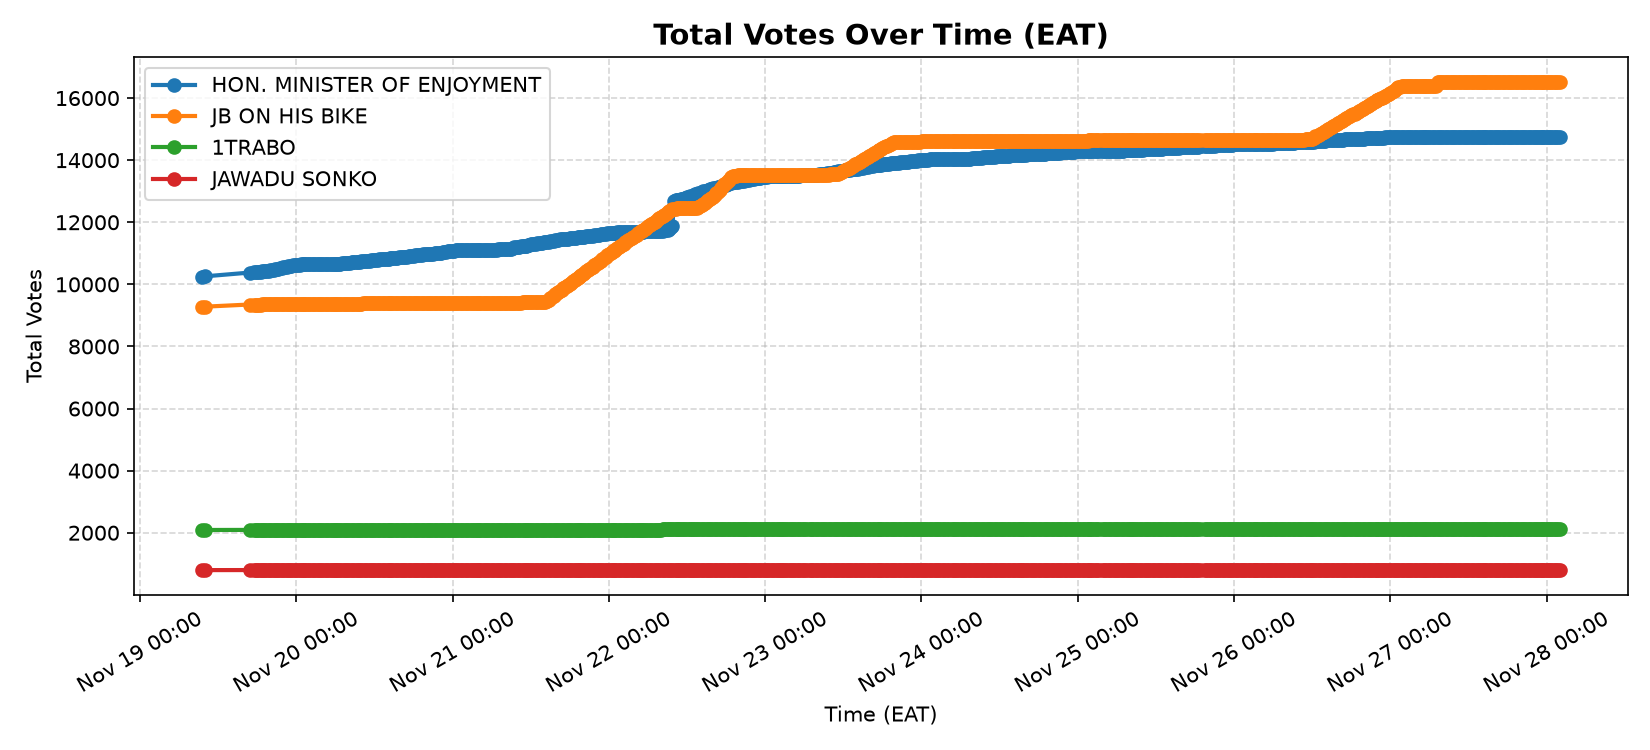 Total Votes Over Time (EAT)
HON. MINISTER OF ENJOYMENT
JB ON HIS BIKE
1TRABO
JAWADU SONKO
Total Votes
16000
14000
12000
10000
8000
6000
4000
2000
Nov 19 00:00
Nov 20 00:00
Nov 21 00:00
Nov 22 00:00
Nov 23 00:00
Nov 24 00:00
Nov 25 00:00
Nov 26 00:00
Nov 27 00:00
Nov 28 00:00
Time (EAT)